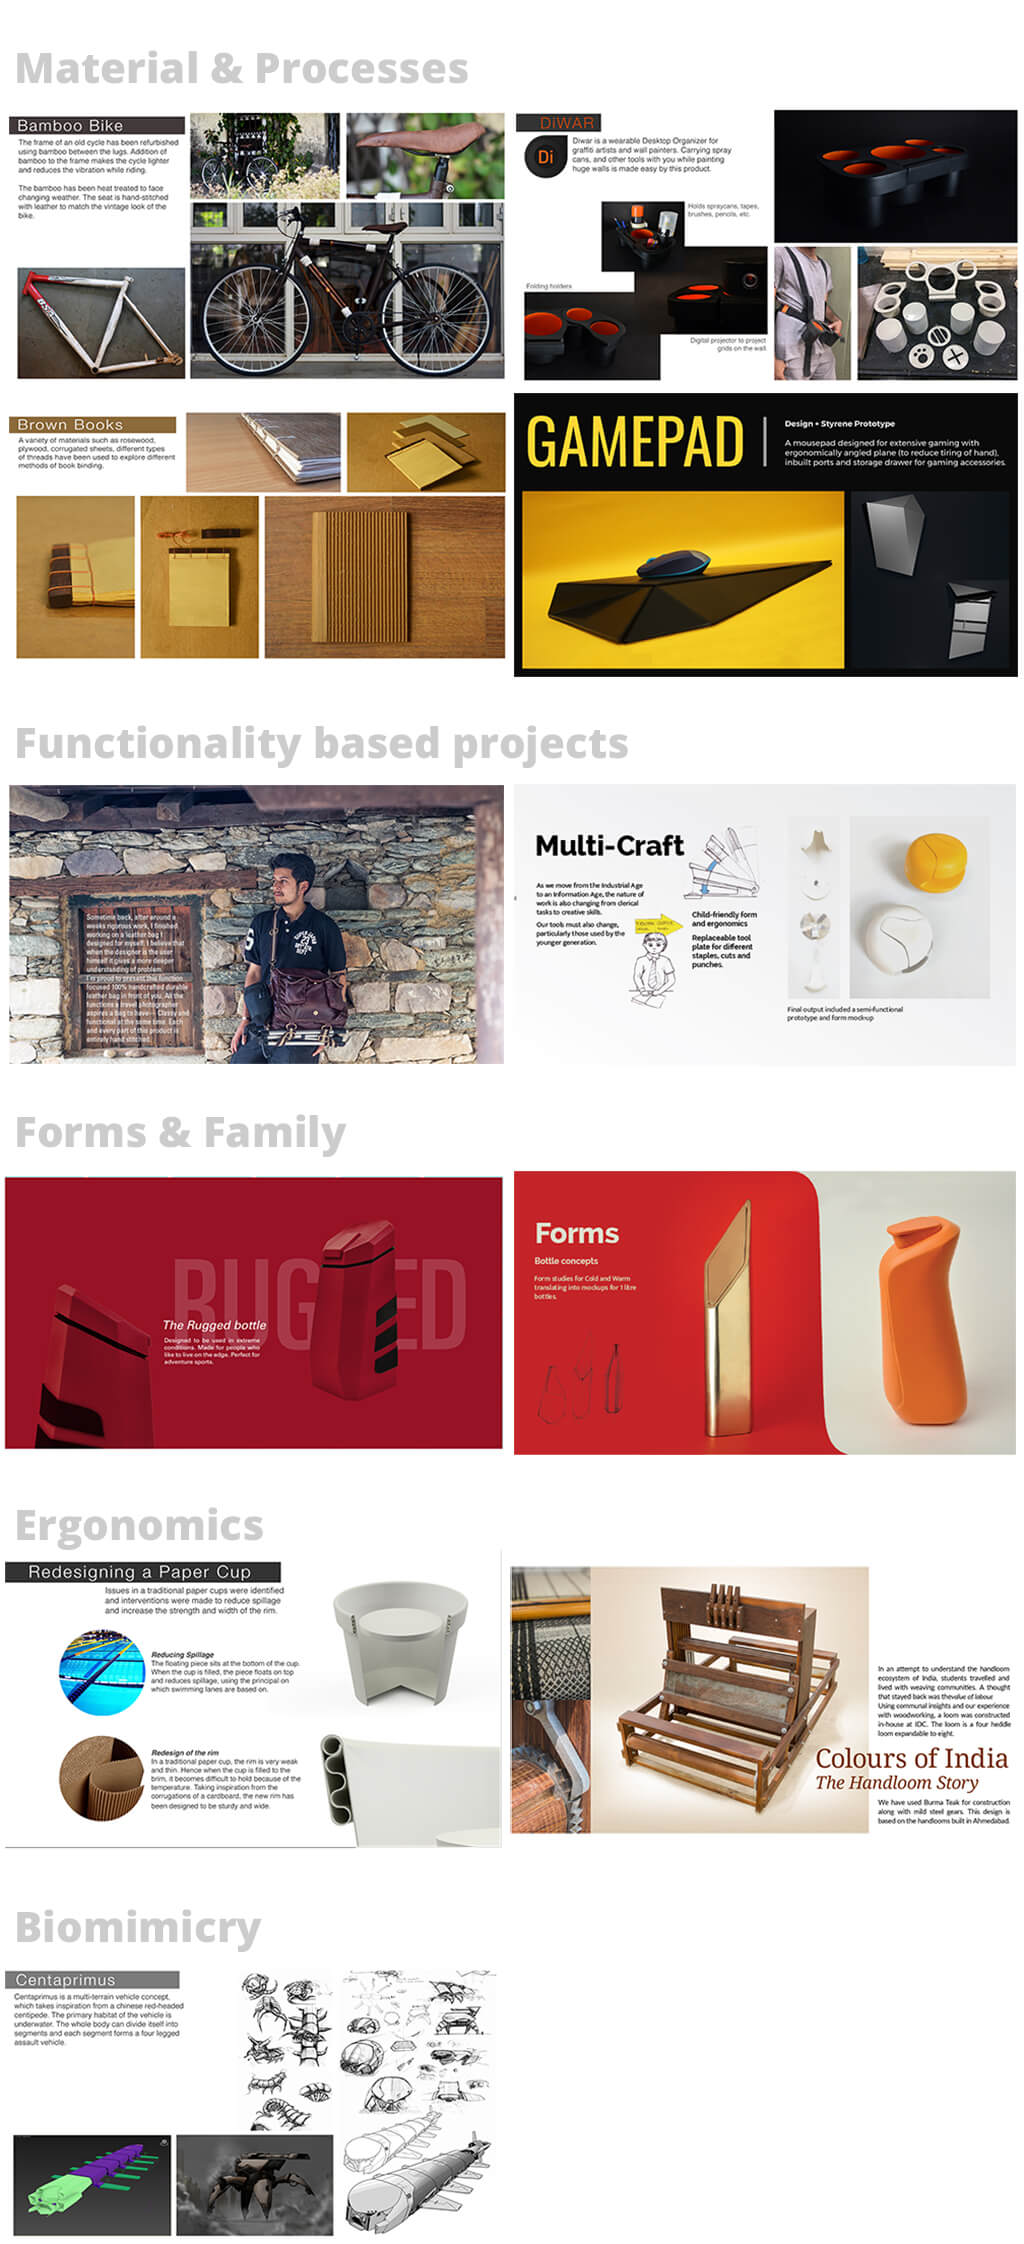 Material & Processes
Bamboo Bike
The frame of an old cycle has been refurbished
using bamboo between the lugs. Addition of
bamboo to the frame makes the cycle lighter
and reduces the vibration while riding.
The bamboo has been heat treated to face
changing weather. The seat is hand-stitched
with leather to match the vintage look of the
bike.
DiWAR
Di
Diwar is a wearable Desktop Organizer for
graffiti artists and wall painters. Carrying spray
cans, and other tools with you while painting
huge walls is made easy by this product.
Holds spraycans, tapes,
brushes, pencils, etc.
Folding holders
Digital projector to project
grids on the wall
Brown Books
A variety of materials such as rosewood,
plywood, corrugated sheets, different types
of threads have been used to explore different
methods of book binding.
GAMEPAD
Design + Styrene Prototype
A mousepad designed for extensive gaming with
ergonomically angled plane (to reduce tiring of hand),
inbuilt ports and storage drawer for gaming accessories.
Functionality based projects
Sometime back, after around a
weeks rigorous work, I finished
working on a leather bag I
designed for myself. I believe that
when the designer is the user
himself it gives a more deeper
understanding of problem.
I'm proud to present this function
focused 100% handcrafted durable
leather bag in front of you. All the
functions a travel photographer
aspires a bag to have-- Classy and
functional at the same time. Each
and every part of this product is
entirely hand stitched.
Multi-Craft
As we move from the Industrial Age
to an Information Age, the nature of
work is also changing from clerical
tasks to creative skills.
Our tools must also change,
particularly those used by the
younger generation.
Child-friendly form
and ergonomics
Replaceable tool
plate for different
staples, cuts and
punches.
Final output included a semi-functional
prototype and form mockup
Forms & Family
RUGGED
The Rugged bottle
Designed to be used in extreme
conditions. Made for people who
like to live on the edge. Perfect for
adventure sports.
Forms
Bottle concepts
Form studies for Cold and Warm
translating into mockups for 1 litre
bottles.
Ergonomics
Redesigning a Paper Cup
Issues in a traditional paper cups were identified
and interventions were made to reduce spillage
and increase the strength and width of the rim.
Reducing Spillage
The floating piece sits at the bottom of the cup.
When the cup is filled, the piece floats on top
and reduces spillage, using the principal on
which swimming lanes are based on.
Redesign of the rim
In a traditional paper cup, the rim is very weak
and thin. Hence when the cup is filled to the
brim, it becomes difficult to hold because of the
temperature. Taking inspiration from the
corrugations of a cardboard, the new rim has
been designed to be sturdy and wide.
In an attempt to understand the handloom
ecosystem of India, students travelled and
lived with weaving communities. A thought
that stayed back was thevalue of labour
Using communal insights and our experience
with woodworking, a loom was constructed
in-house at IDC. The loom is a four heddle
loom expandable to eight.
Colours of India
The Handloom Story
We have used Burma Teak for construction
along with mild steel gears. This design is
based on the handlooms built in Ahmedabad.
Biomimicry
Centaprimus
Centaprimus is a multi-terrain vehicle concept,
which takes inspiration from a chinese red-headed
centipede. The primary habitat of the vehicle is
underwater. The whole body can divide itself into
segments and each segment forms a four legged
assault vehicle.